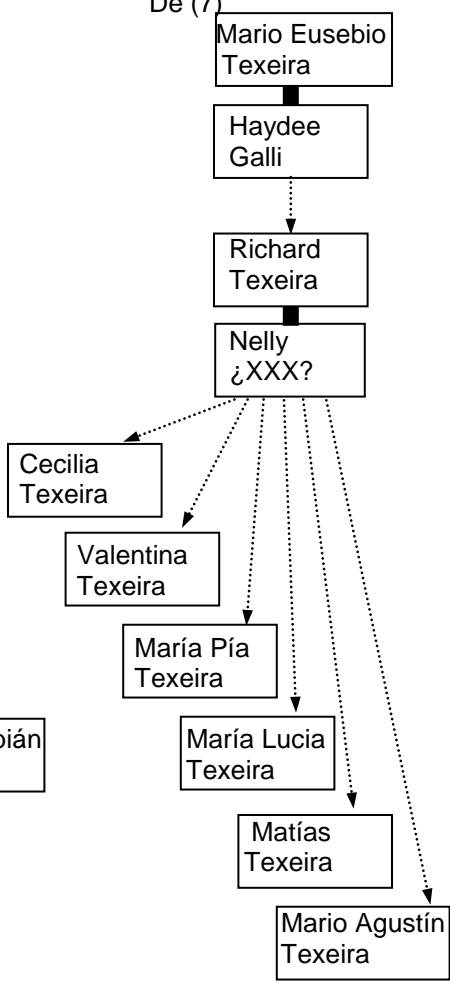 De (7)
Mario Eusebio
Texeira
Haydee
Galli
Richard
Texeira
Nelly
¿XXX?
Cecilia
Texeira
Valentina
Texeira
María Pía
Texeira
María Lucia
Texeira
Matías
Texeira
Mario Agustín
Texeira